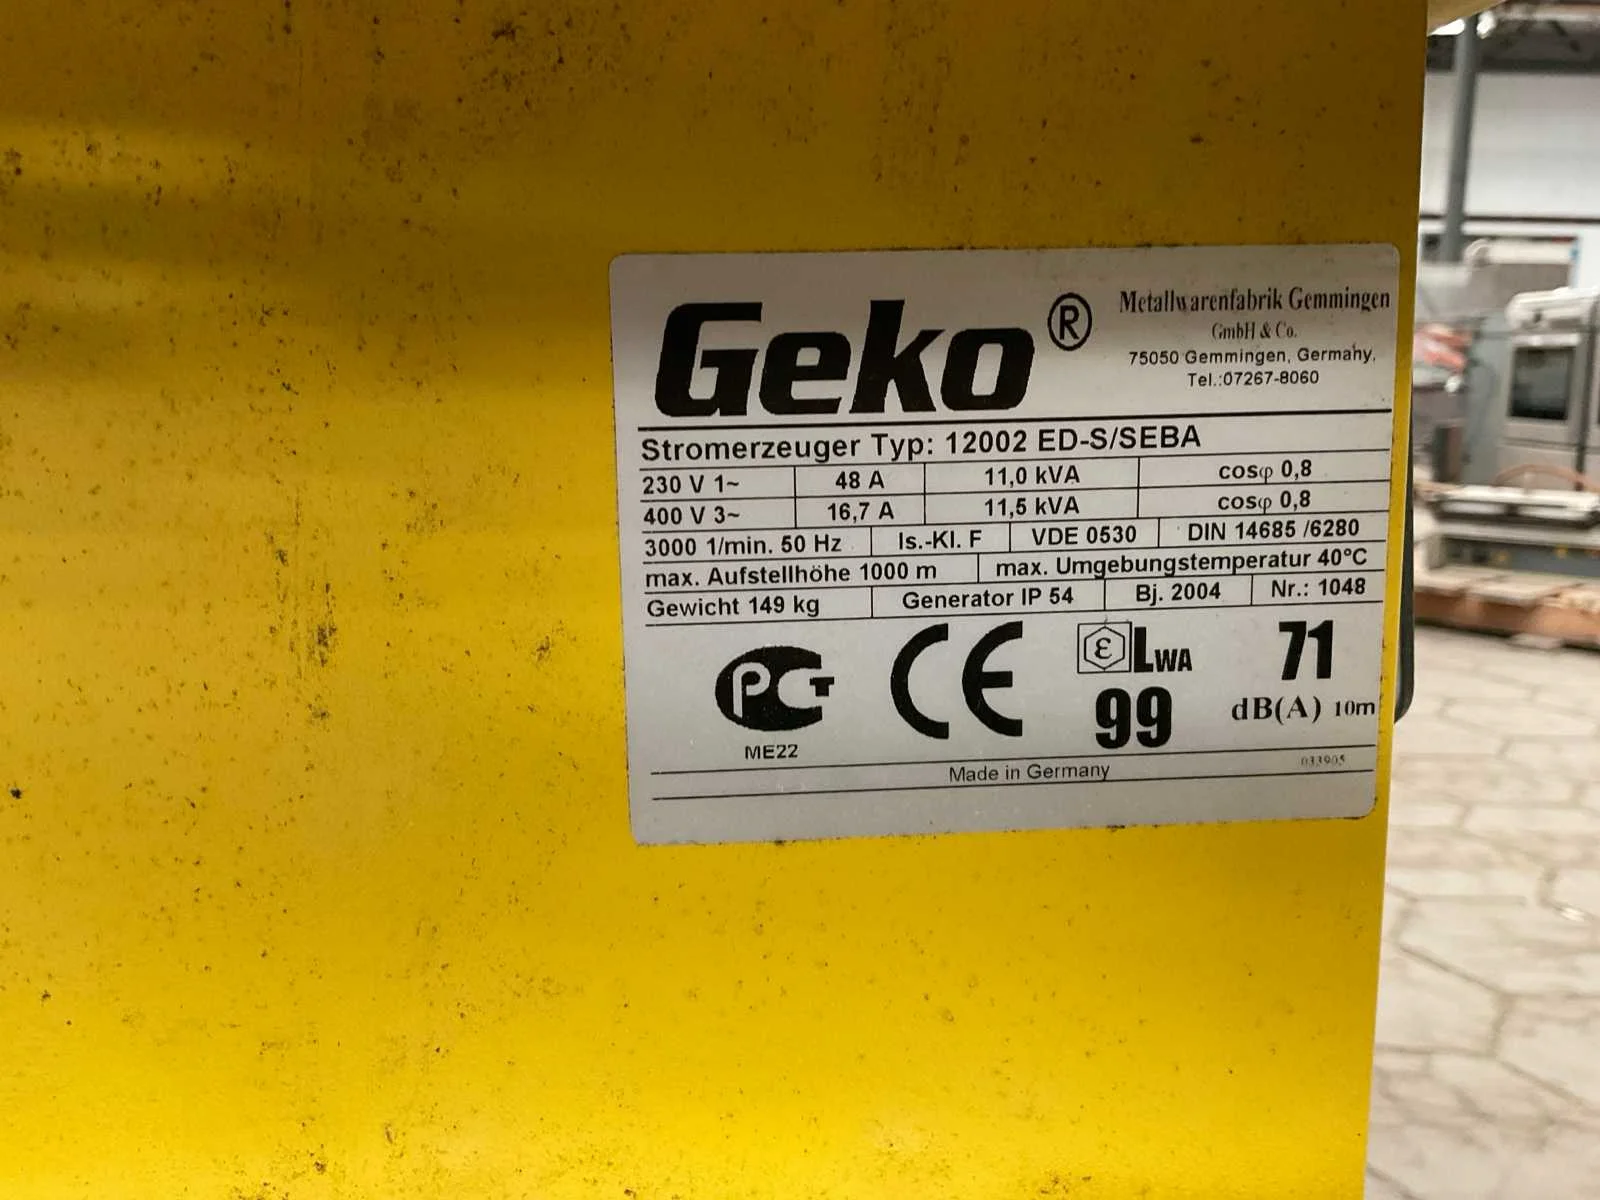 Geko ®
Metallwarenfabrik Gemmingen
GmbH & Co.
75050 Gemmingen, Germany,
Tel.:07267-8060
Stromerzeuger Typ: 12002 ED-S/SEBA
230 V 1~ 48 A 11,0 kVA cosφ 0,8
400 V 3~ 16,7 A 11,5 kVA cosφ 0,8
3000 1/min. 50 Hz Is.-Kl. F VDE 0530 DIN 14685 /6280
max. Aufstellhöhe 1000 m max. Umgebungstemperatur 40°C
Gewicht 149 kg Generator IP 54 Bj. 2004 Nr.: 1048
PCT
ME22
CE
ε LWA
99
71
dB(A) 10m
Made in Germany
033905